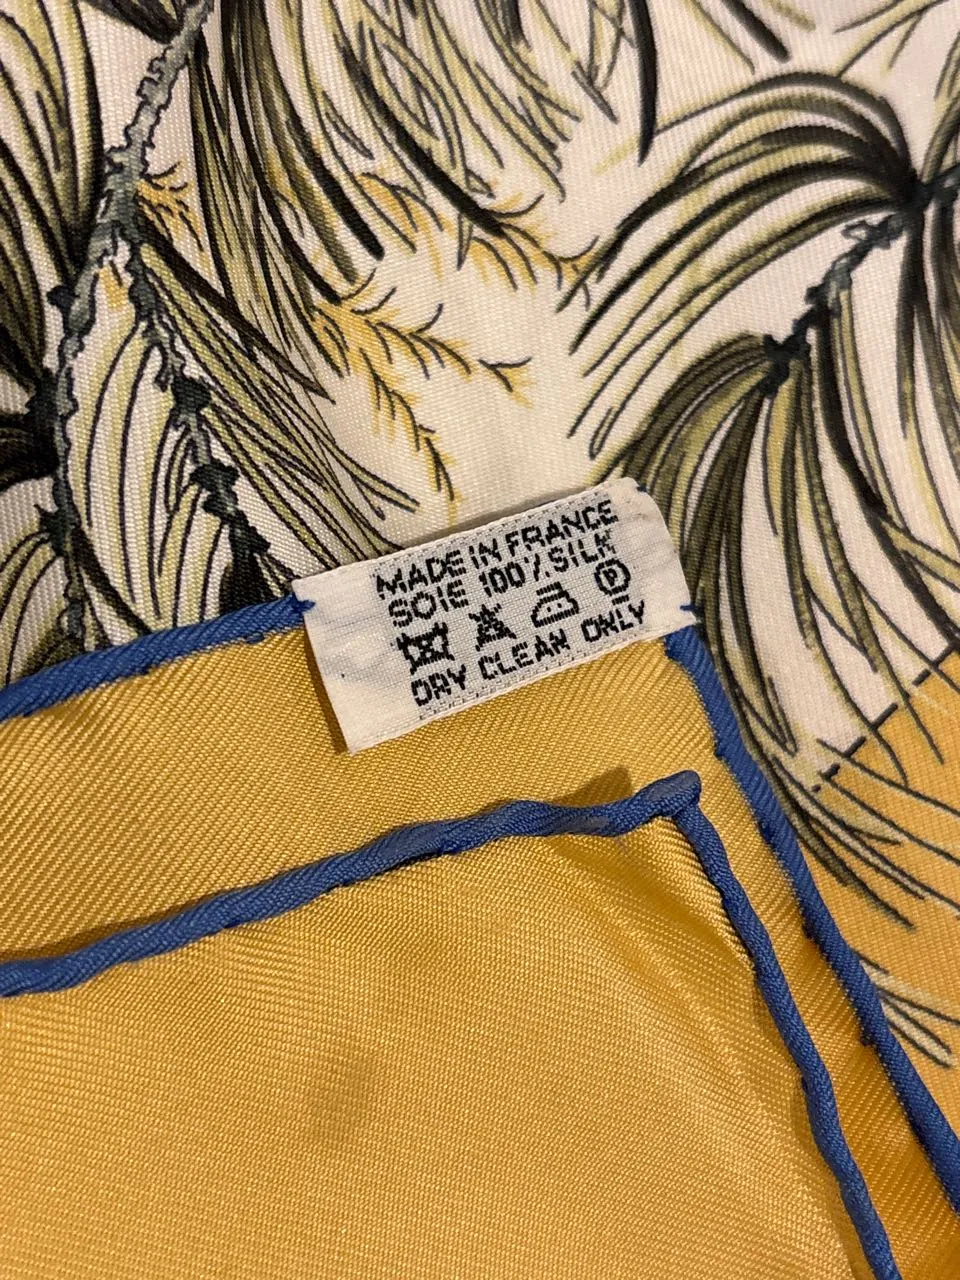 MADE IN FRANCE
SOIE 100% SILK
P
DRY CLEAN ONLY